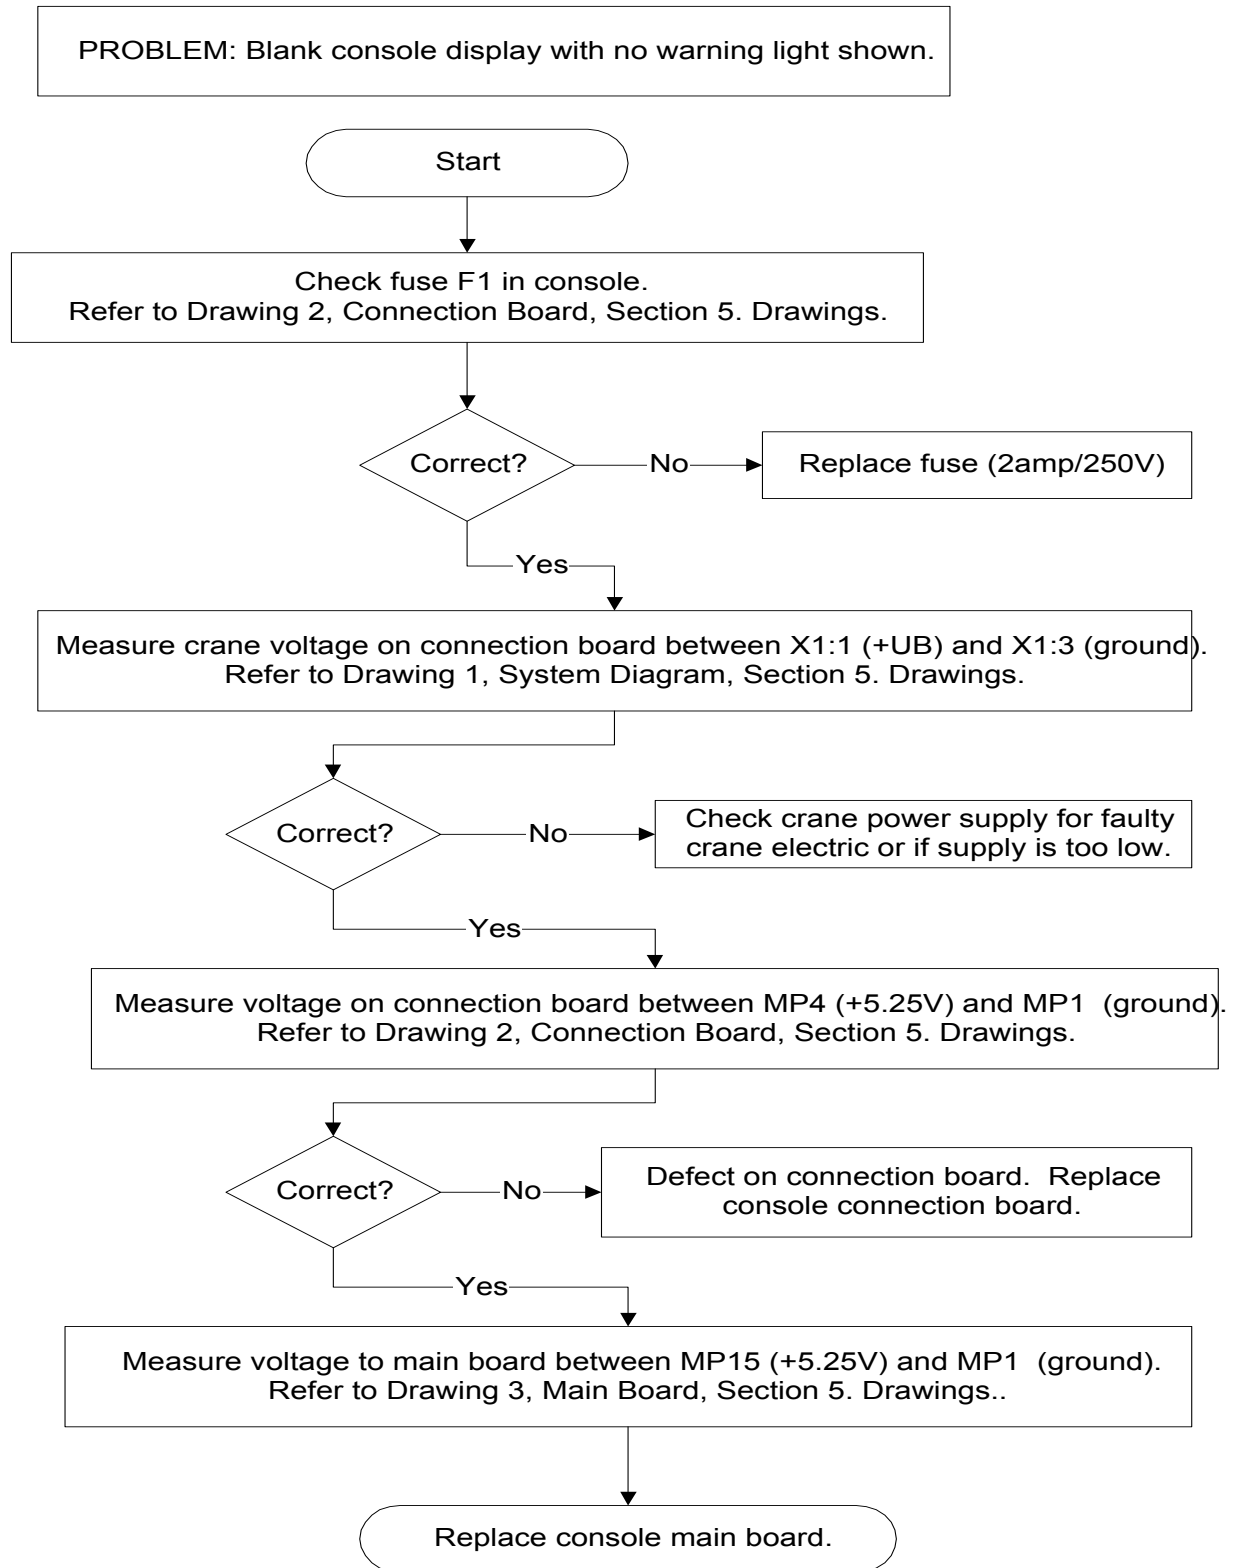 PROBLEM: Blank console display with no warning light shown.
Start
Check fuse F1 in console.
Refer to Drawing 2, Connection Board, Section 5. Drawings.
Correct?
No
Replace fuse (2amp/250V)
Yes
Measure crane voltage on connection board between X1:1 (+UB) and X1:3 (ground).
Refer to Drawing 1, System Diagram, Section 5. Drawings.
Correct?
No
Check crane power supply for faulty
crane electric or if supply is too low.
Yes
Measure voltage on connection board between MP4 (+5.25V) and MP1  (ground).
Refer to Drawing 2, Connection Board, Section 5. Drawings.
Correct?
No
Defect on connection board.  Replace
console connection board.
Yes
Measure voltage to main board between MP15 (+5.25V) and MP1  (ground).
Refer to Drawing 3, Main Board, Section 5. Drawings..
Replace console main board.